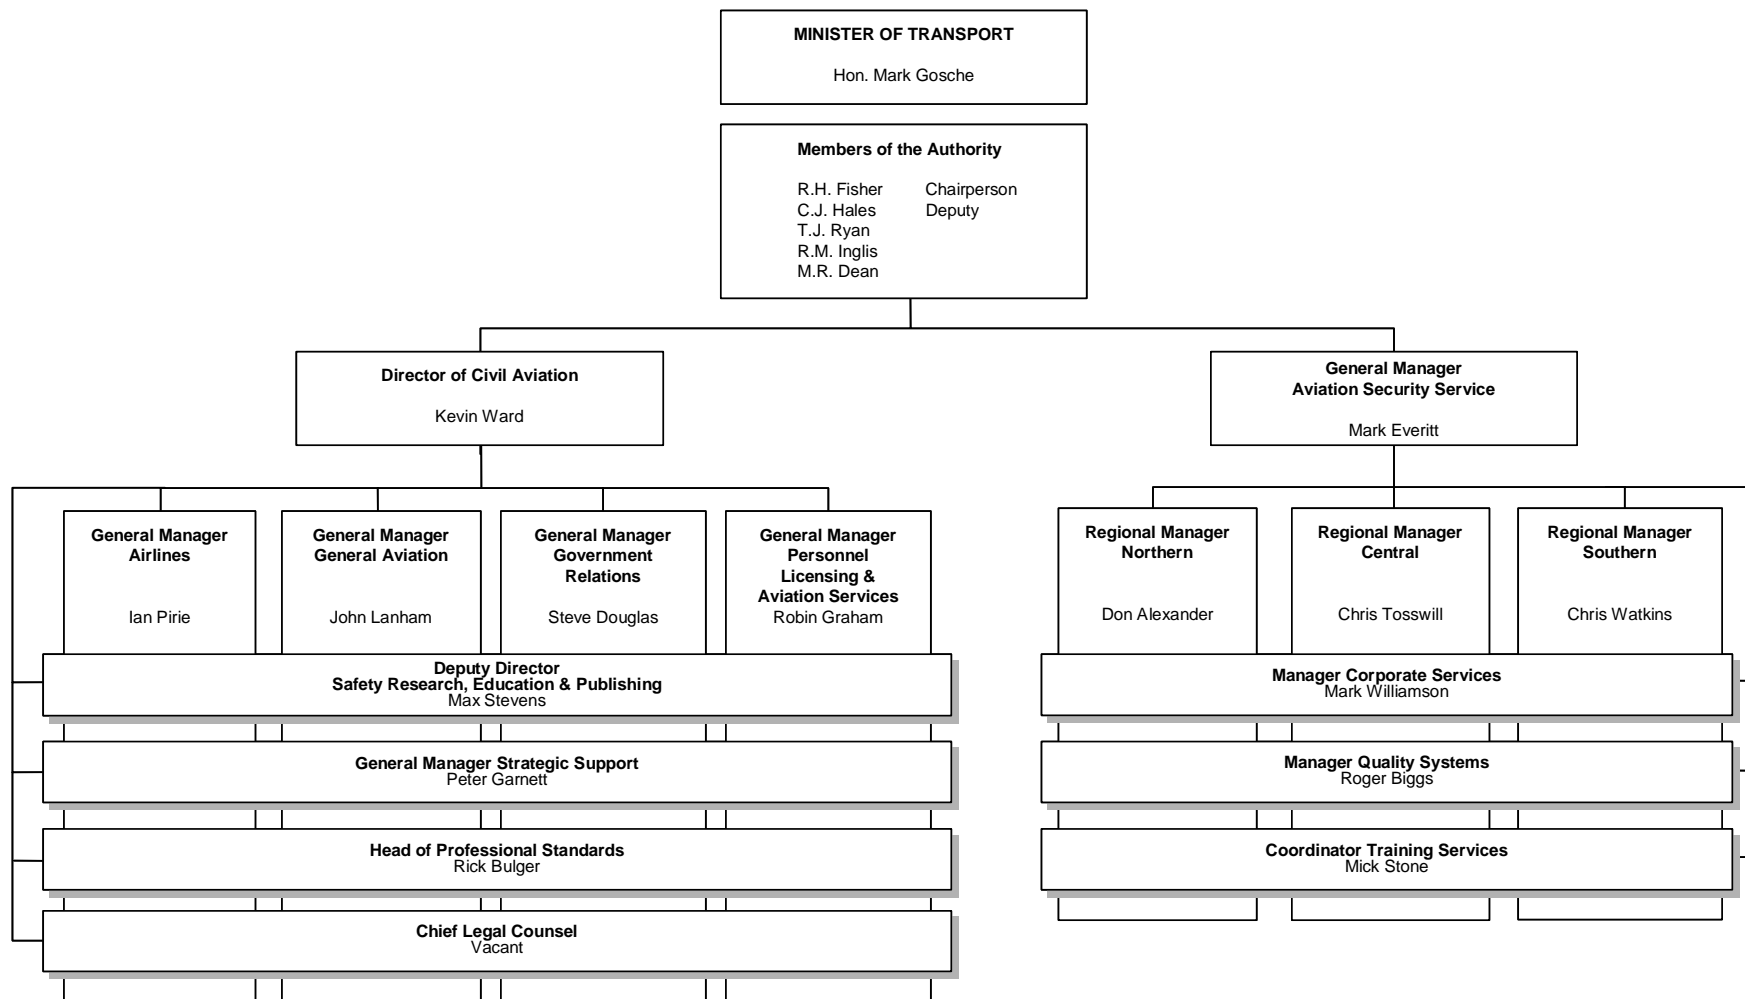 MINISTER OF TRANSPORT
Hon. Mark Gosche
Members of the Authority
R.H. Fisher Chairperson
C.J. Hales Deputy
T.J. Ryan
R.M. Inglis
M.R. Dean
Director of Civil Aviation
Kevin Ward
General Manager
Aviation Security Service
Mark Everitt
General Manager
Airlines
Ian Pirie
General Manager
General Aviation
John Lanham
General Manager
Government
Relations
Steve Douglas
General Manager
Personnel
Licensing &
Aviation Services
Robin Graham
Regional Manager
Northern
Don Alexander
Regional Manager
Central
Chris Tosswill
Regional Manager
Southern
Chris Watkins
Deputy Director
Safety Research, Education & Publishing
Max Stevens
General Manager Strategic Support
Peter Garnett
Head of Professional Standards
Rick Bulger
Chief Legal Counsel
Vacant
Manager Corporate Services
Mark Williamson
Manager Quality Systems
Roger Biggs
Coordinator Training Services
Mick Stone